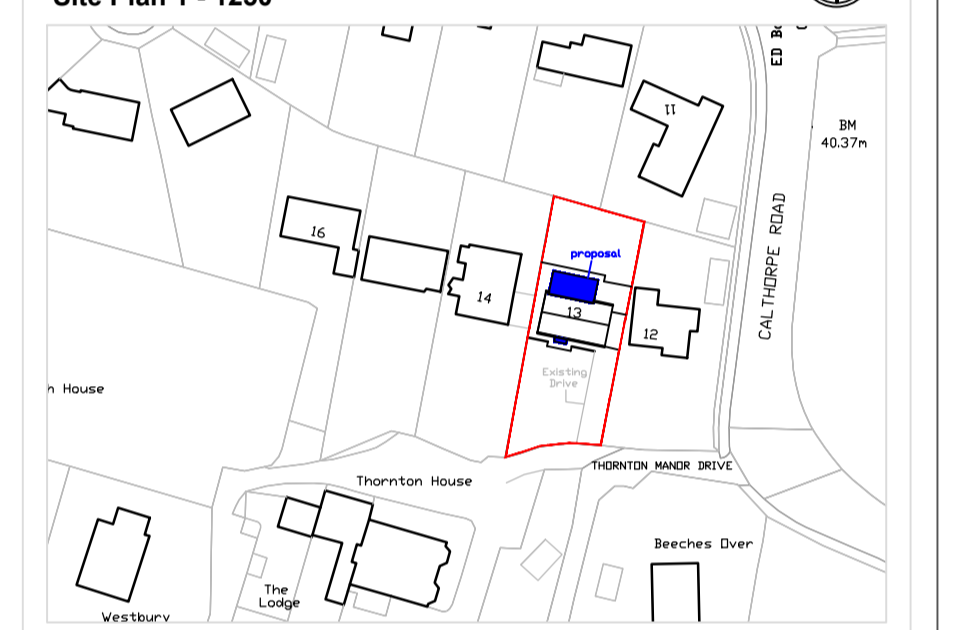 Site Plan 1 - 1250
ED Bo
11
BM
40.37m
CALTHORPE ROAD
16
proposal
14
13
12
Existing
Drive
h House
THORNTON MANOR DRIVE
Thornton House
Beeches Over
The
Lodge
Westbury